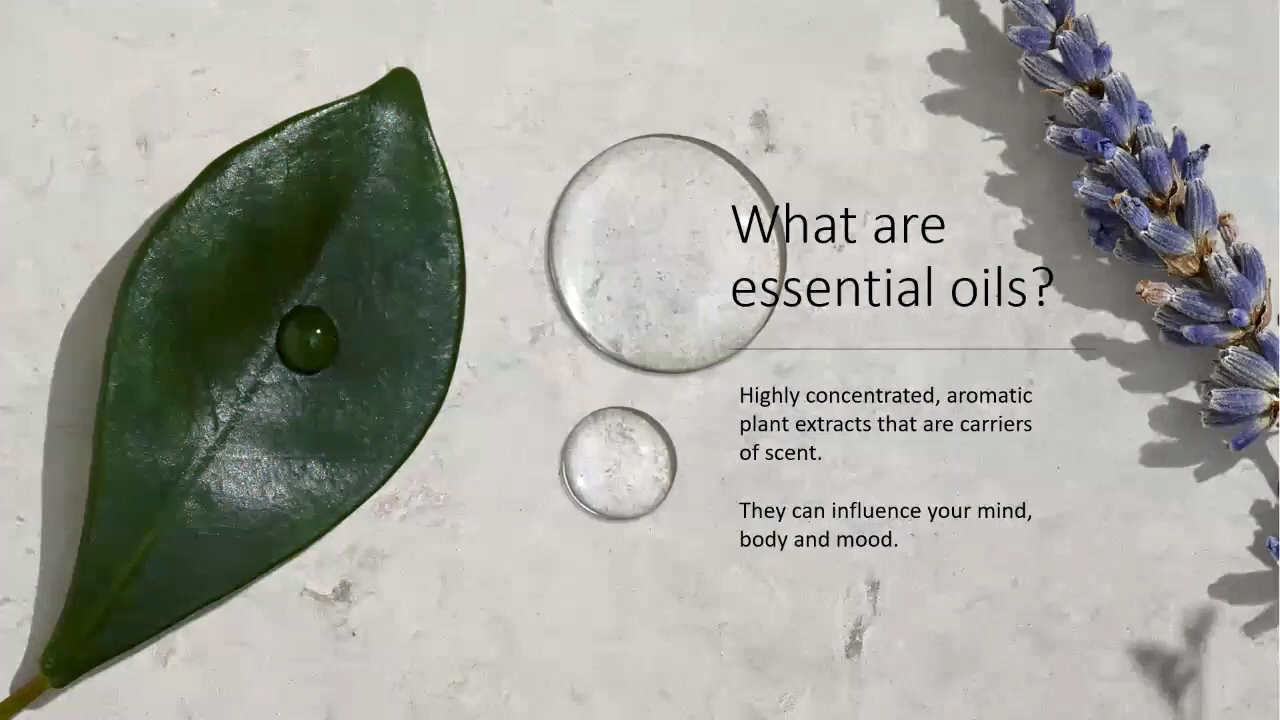 What are
essential oils?
Highly concentrated, aromatic
plant extracts that are carriers
of scent.
They can influence your mind,
body and mood.